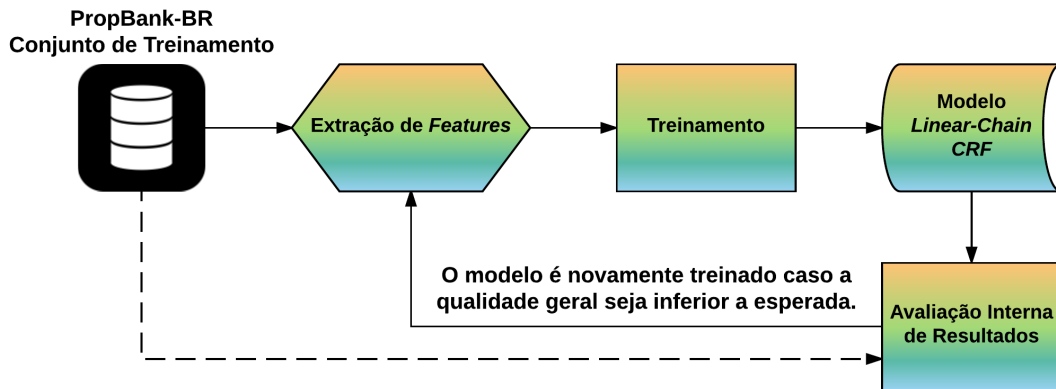 PropBank-BR
Conjunto de Treinamento
Extração de Features
Treinamento
Modelo
Linear-Chain
CRF
O modelo é novamente treinado caso a
qualidade geral seja inferior a esperada.
Avaliação Interna
de Resultados